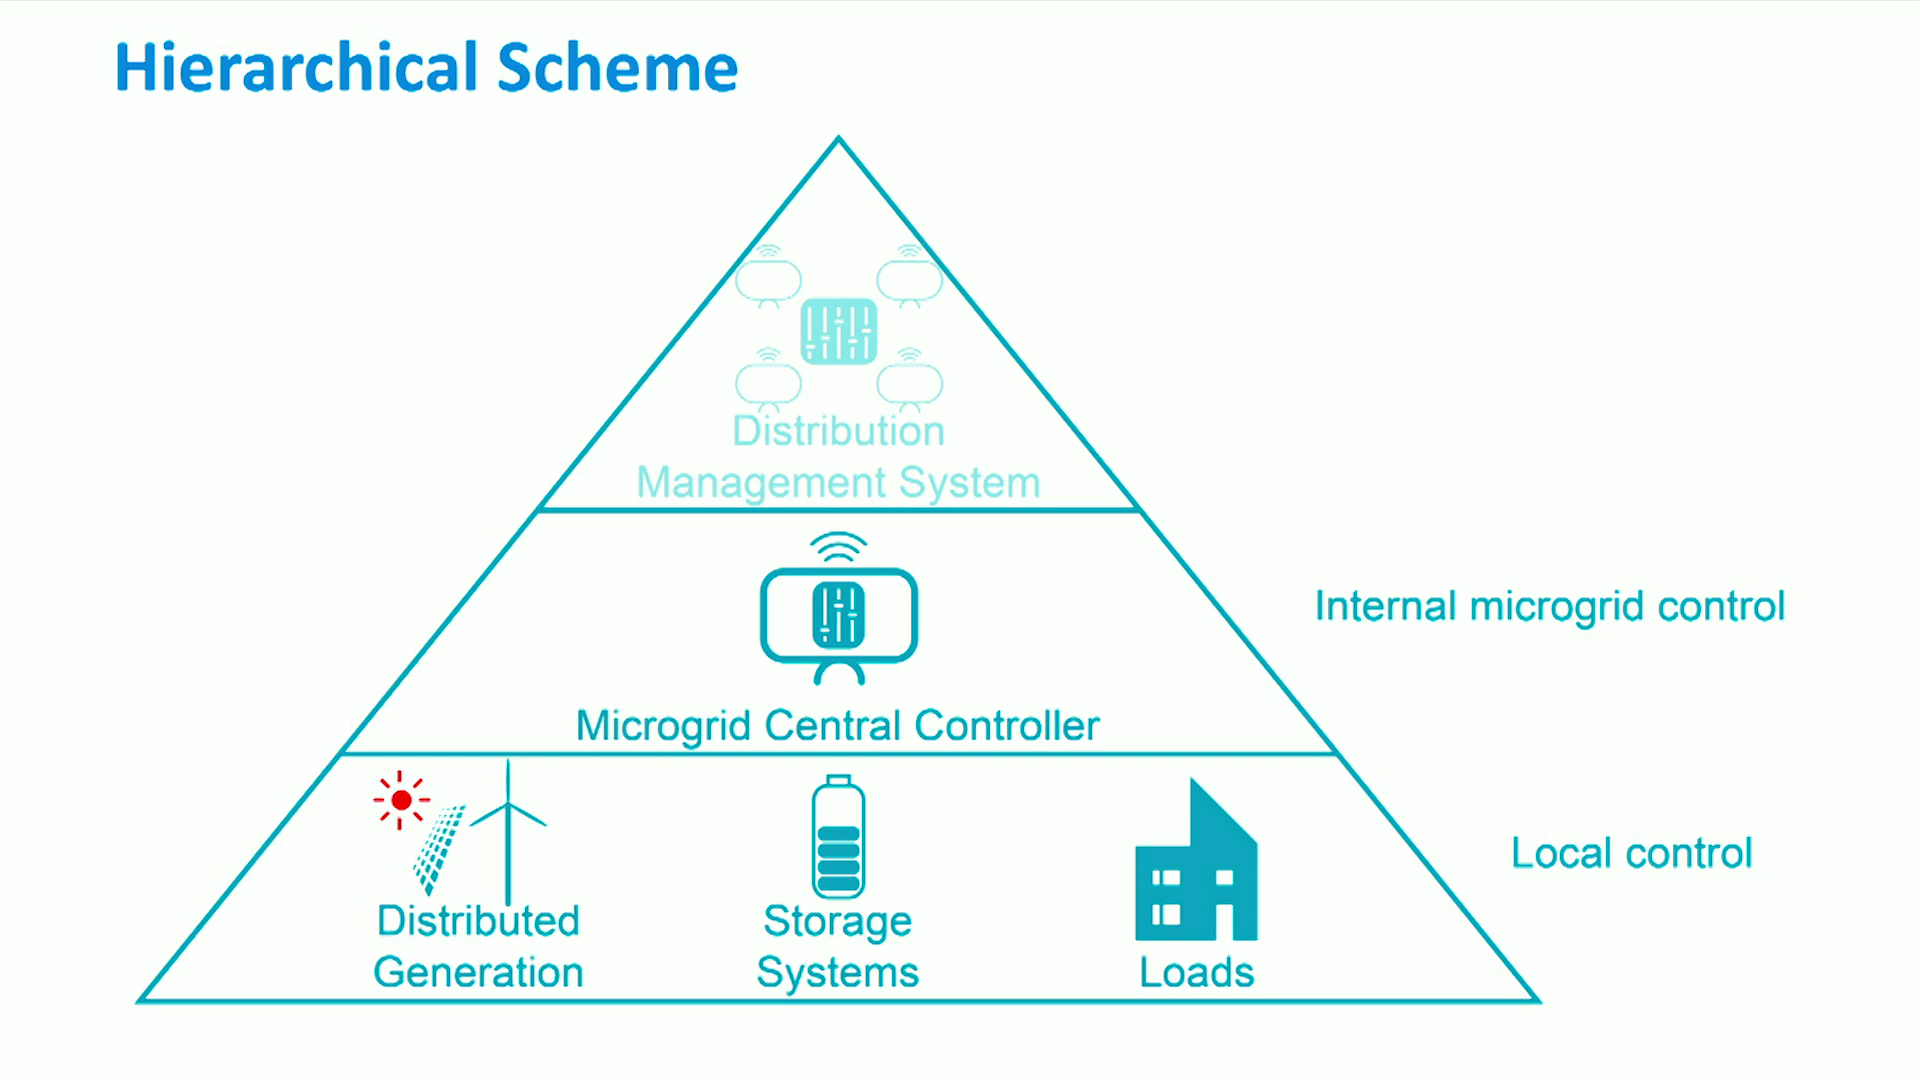 Hierarchical Scheme
Distribution
Management System
Internal microgrid control
Microgrid Central Controller
Local control
Distributed
Generation
Storage
Systems
Loads